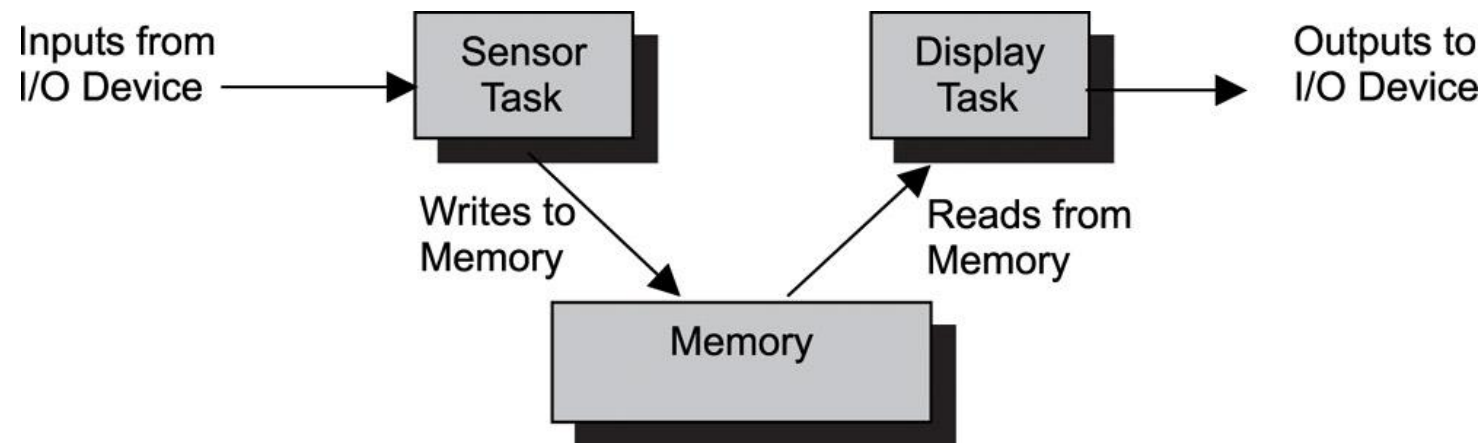 Inputs from
I/O Device
Sensor
Task
Display
Task
Outputs to
I/O Device
Writes to
Memory
Reads from
Memory
Memory